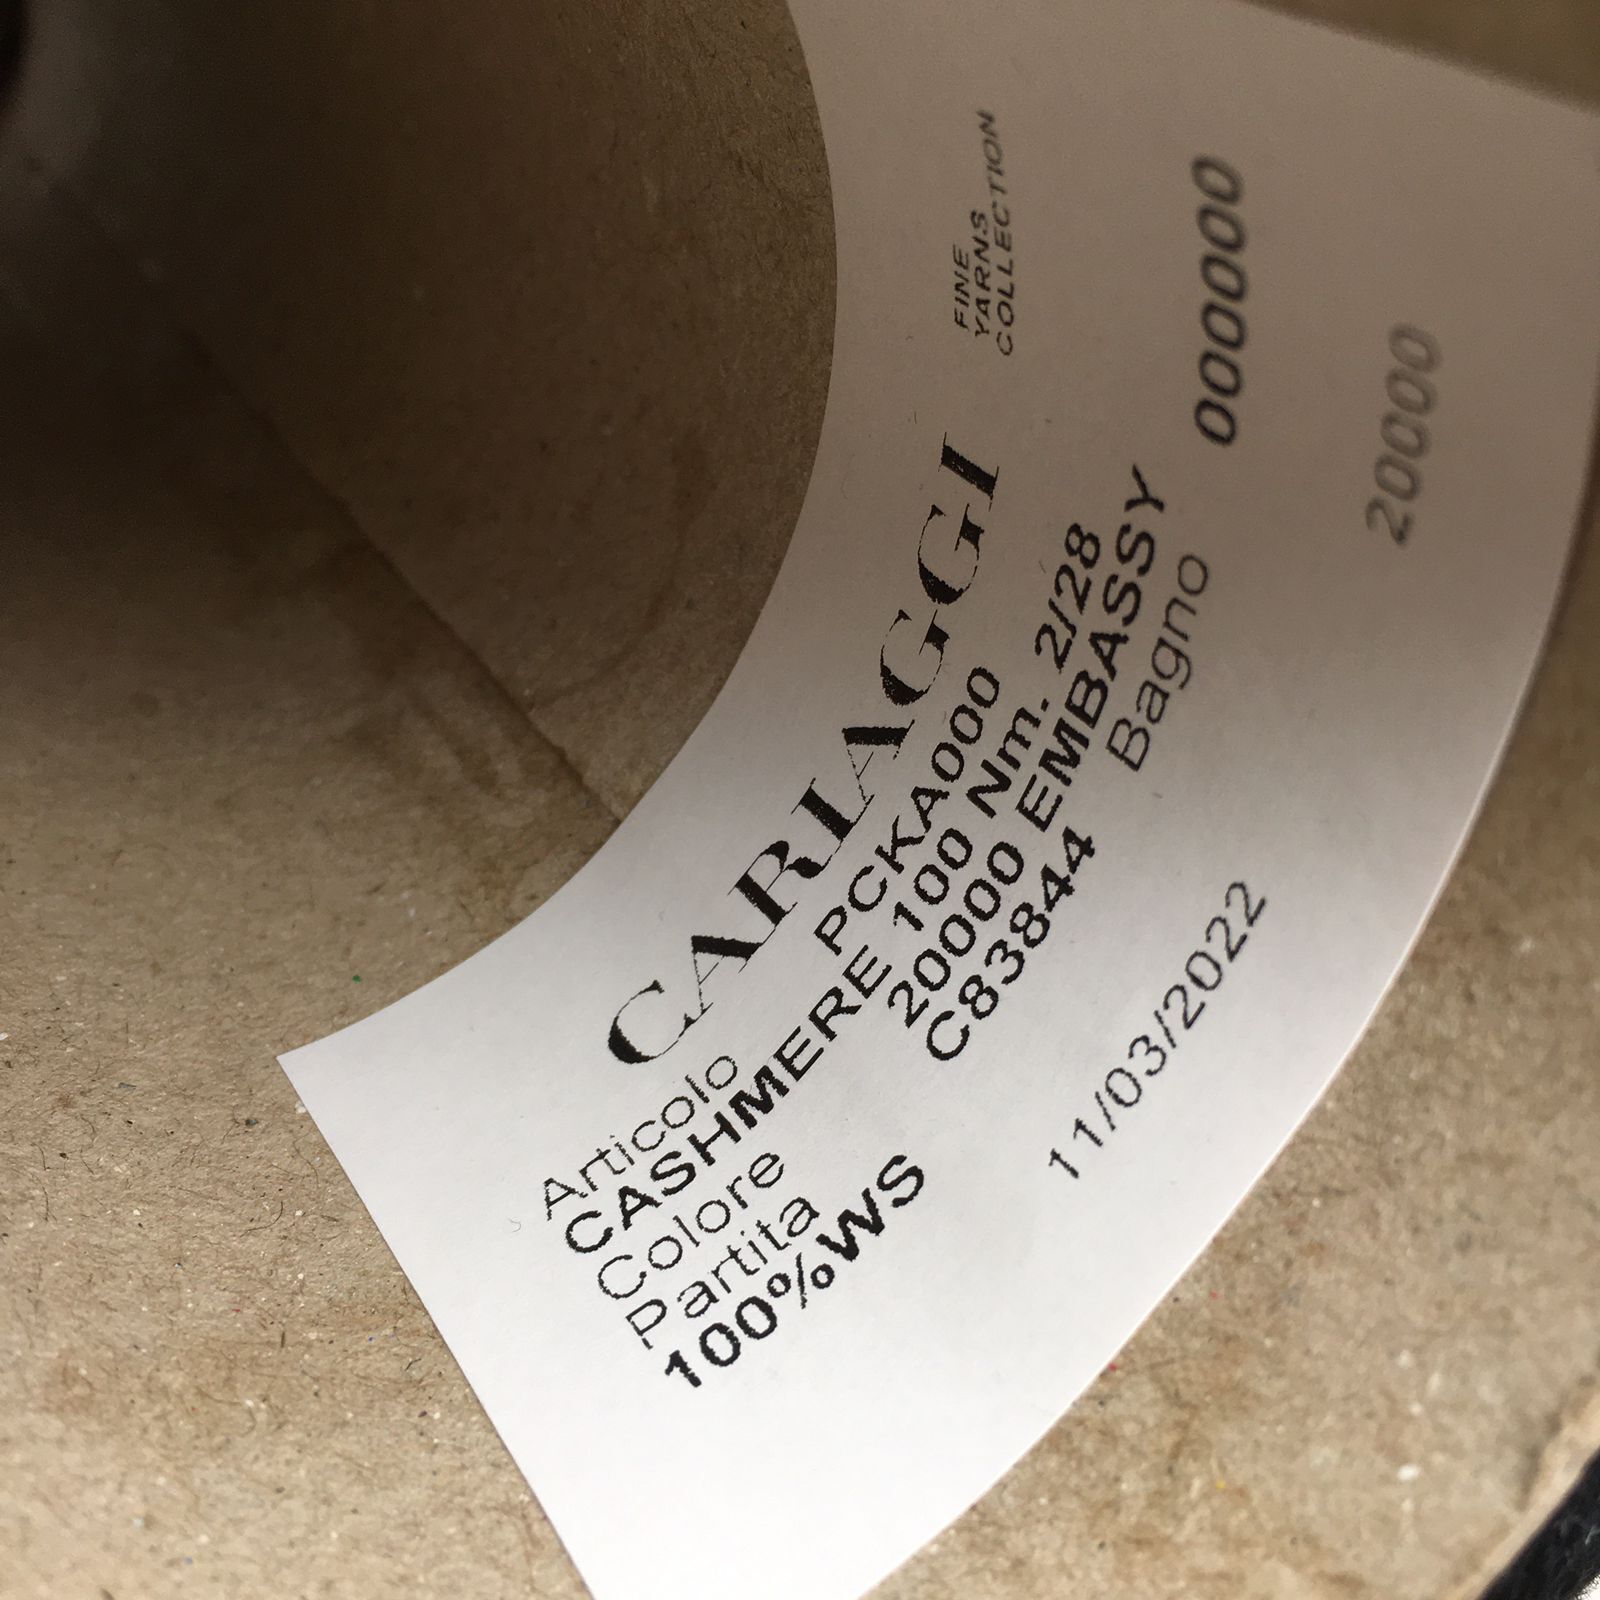 CARIAGGI
FINE
YARNS
COLLECTION
Articolo PCKA000
CASHMERE 100 Nm. 2/28
Colore 20000 EMBASSY
Partita C83844 Bagno 000000
100%WS
11/03/2022 20000